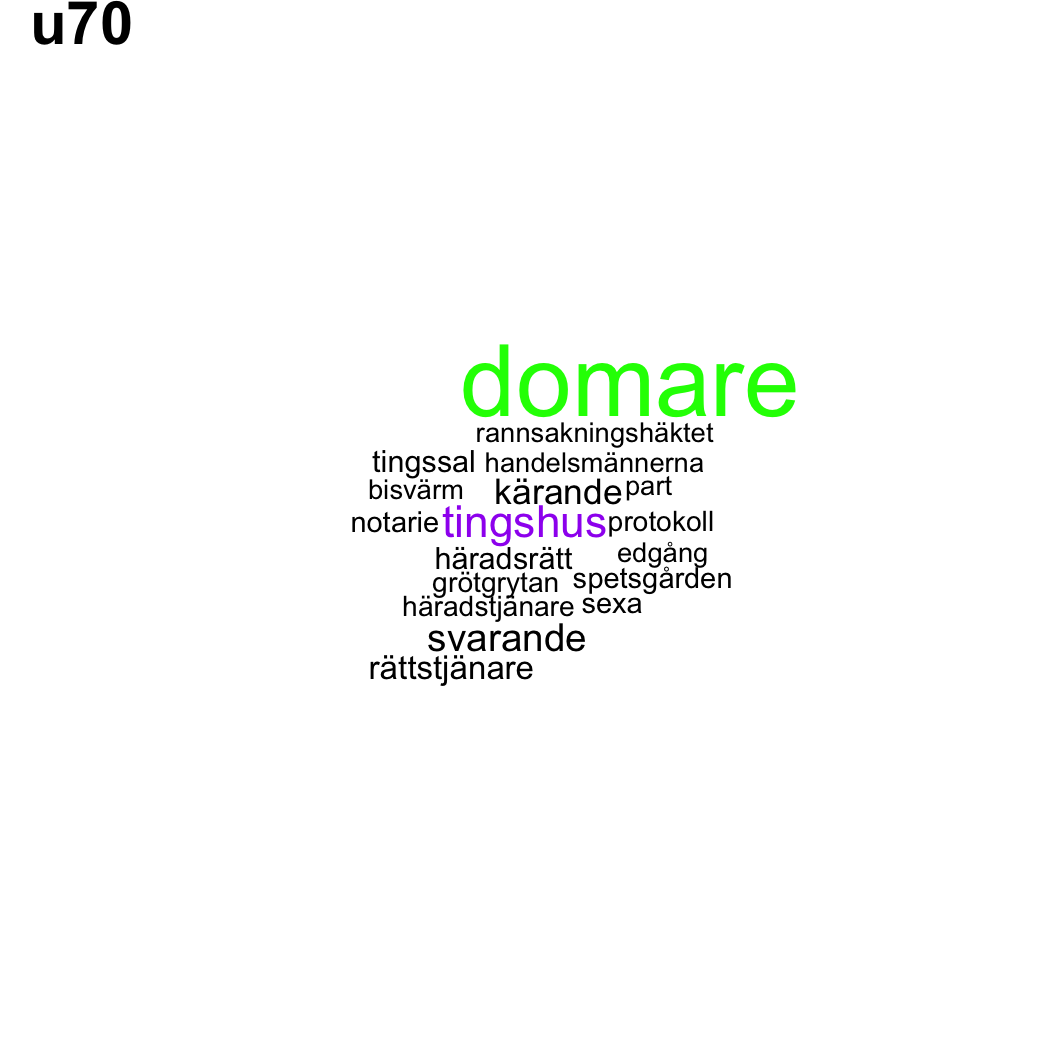 u70
domare
rannsakningshäktet
tingssal handelsmännerna
bisvärm kärande part
notarie tingshus protokoll
häradsrätt edgång
grötgrytan spetsgården
häradstjänare sexa
svarande
rättstjänare